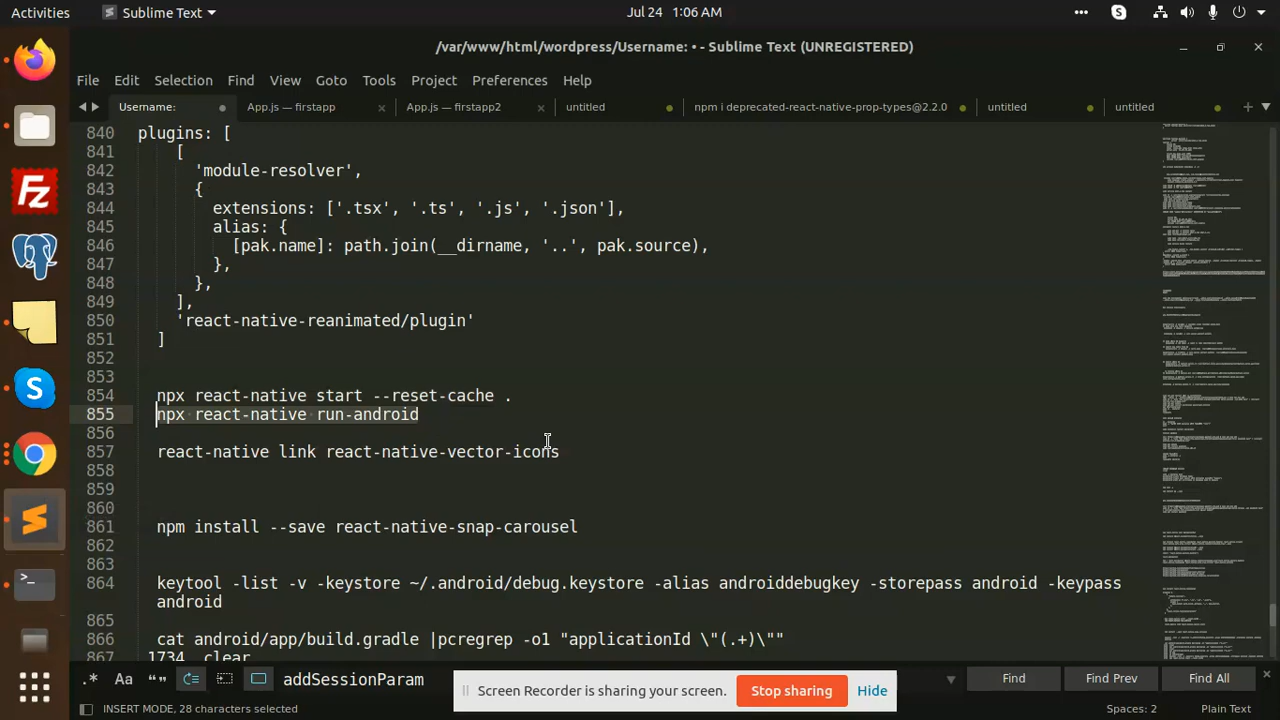 Activities
Sublime Text
Jul 24 1:06 AM
/var/www/html/wordpress/Username: • - Sublime Text (UNREGISTERED)
File Edit Selection Find View Goto Tools Project Preferences Help
Username:
App.js — firstapp
App.js — firstapp2
untitled
npm i deprecated-react-native-prop-types@2.2.0
untitled
untitled
840 plugins: [
841 [
842 'module-resolver',
843 {
844 extensions: ['.tsx', '.ts', '.js', '.json'],
845 alias: {
846 [pak.name]: path.join(__dirname, '..', pak.source),
847 },
848 },
849 ],
850 'react-native-reanimated/plugin'
851 ]
852
853
854 npx react-native start --reset-cache .
855 npx react-native run-android
856
857 react-native link react-native-vector-icons
858
859
860
861 npm install --save react-native-snap-carousel
862
863
864 keytool -list -v -keystore ~/.android/debug.keystore -alias androiddebugkey -storepass android -keypass
android
865
866 cat android/app/build.gradle |pcregrep -o1 "applicationId \"(.+)\""
867 1734 clear
.* Aa “” addSessionParam
Find Find Prev Find All
Screen Recorder is sharing your screen.
Stop sharing
Hide
INSERT MODE, 28 characters selected
Spaces: 2
Plain Text